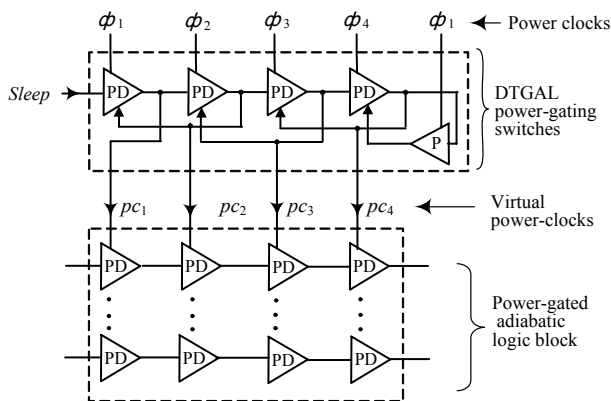 ϕ1 ϕ2 ϕ3 ϕ4 ϕ1 Power clocks
Sleep PD PD PD PD
P
DTGAL
power-gating
switches
pc1 pc2 pc3 pc4
Virtual
power-clocks
PD PD PD PD
PD PD PD PD
Power-gated
adiabatic
logic block